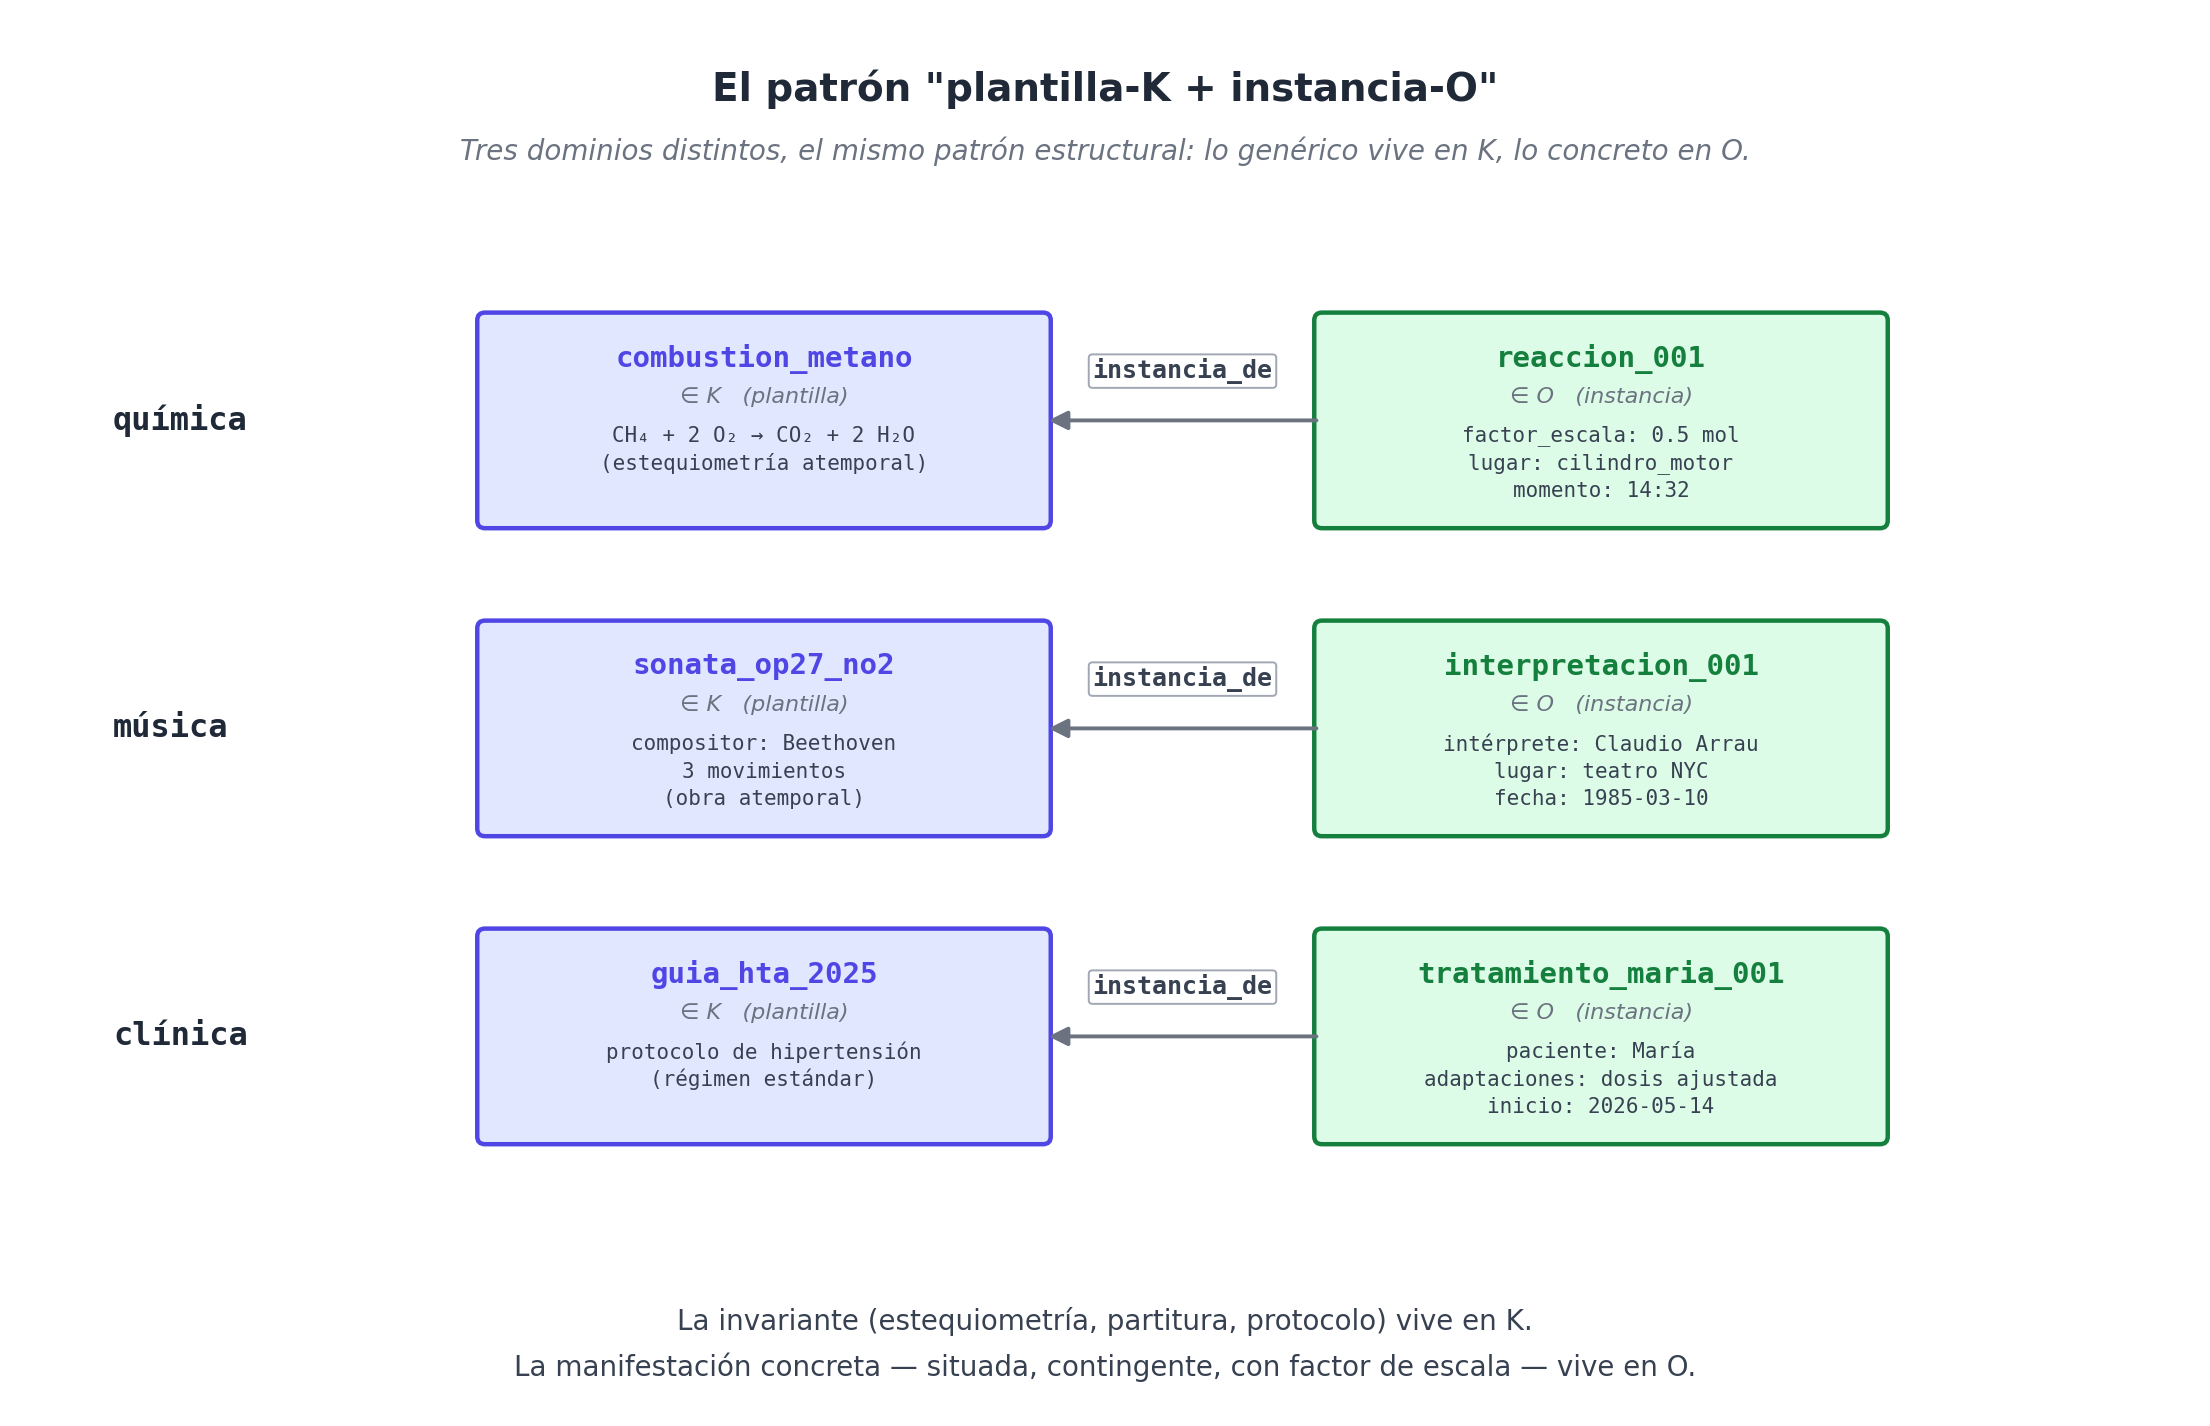 El patrón "plantilla-K + instancia-O"
Tres dominios distintos, el mismo patrón estructural: lo genérico vive en K, lo concreto en O.
química
combustion_metano
∈ K (plantilla)
CH₄ + 2 O₂ → CO₂ + 2 H₂O
(estequiometría atemporal)
instancia_de
reaccion_001
∈ O (instancia)
factor_escala: 0.5 mol
lugar: cilindro_motor
momento: 14:32
música
sonata_op27_no2
∈ K (plantilla)
compositor: Beethoven
3 movimientos
(obra atemporal)
instancia_de
interpretacion_001
∈ O (instancia)
intérprete: Claudio Arrau
lugar: teatro NYC
fecha: 1985-03-10
clínica
guia_hta_2025
∈ K (plantilla)
protocolo de hipertensión
(régimen estándar)
instancia_de
tratamiento_maria_001
∈ O (instancia)
paciente: María
adaptaciones: dosis ajustada
inicio: 2026-05-14
La invariante (estequiometría, partitura, protocolo) vive en K.
La manifestación concreta — situada, contingente, con factor de escala — vive en O.